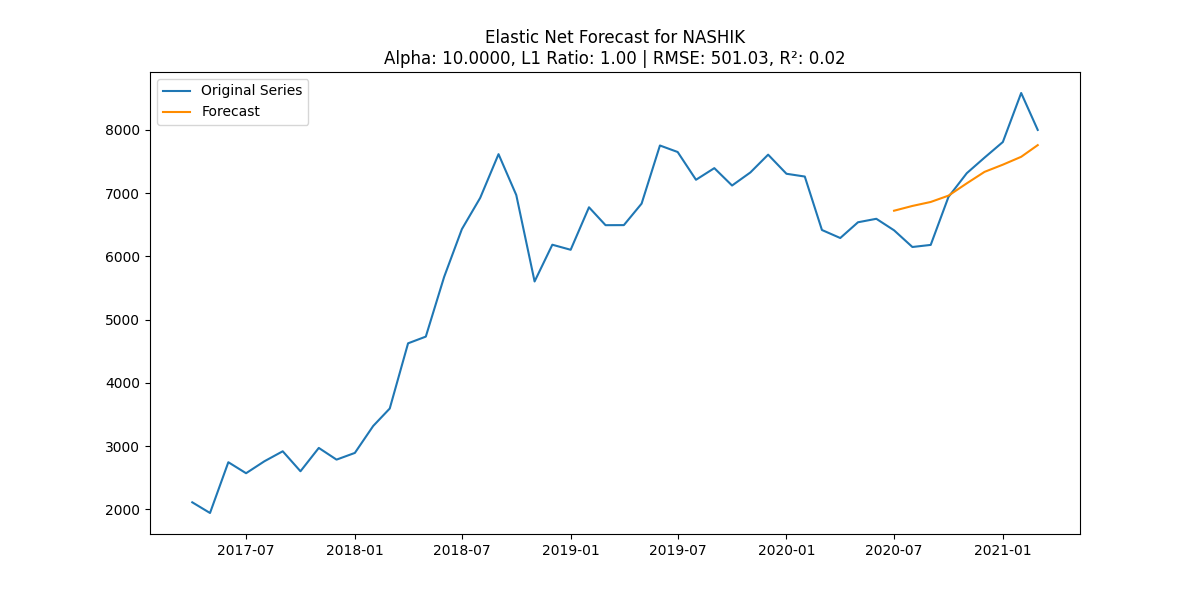 Elastic Net Forecast for NASHIK
Alpha: 10.0000, L1 Ratio: 1.00 | RMSE: 501.03, R²: 0.02
Original Series
Forecast
8000
7000
6000
5000
4000
3000
2000
2017-07 2018-01 2018-07 2019-01 2019-07 2020-01 2020-07 2021-01